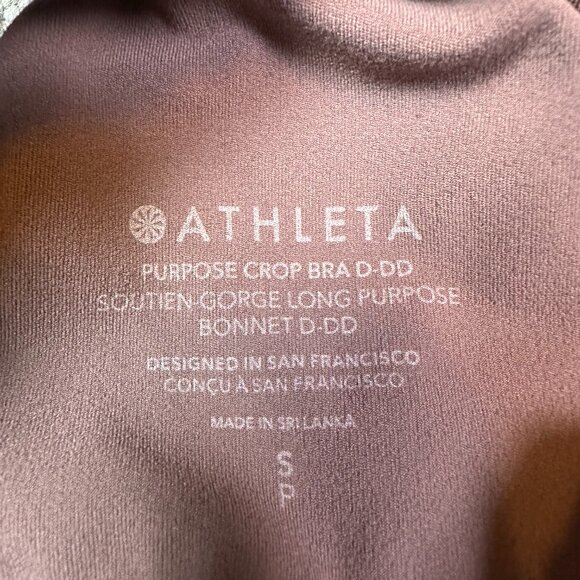 ATHLETA
PURPOSE CROP BRA D-DD
SOUTIEN-GORGE LONG PURPOSE
BONNET D-DD
DESIGNED IN SAN FRANCISCO
CONÇU À SAN FRANCISCO
MADE IN SRI LANKA
S
P